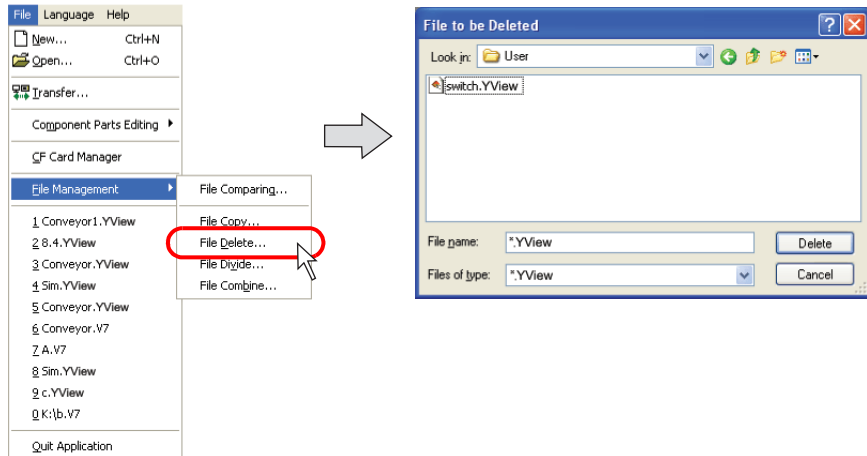 File Language Help
New... Ctrl+N
Open... Ctrl+O
Transfer...
Component Parts Editing
CF Card Manager
File Management
1 Conveyor1.YView
2 8.4.YView
3 Conveyor.YView
4 Sim.YView
5 Conveyor.YView
6 Conveyor.V7
7 A.V7
8 Sim.YView
9 c.YView
0 K:\b.V7
Quit Application
File Comparing...
File Copy...
File Delete...
File Divide...
File Combine...
File to be Deleted
Look in: User
switch.YView
File name: *.YView Delete
Files of type: *.YView Cancel